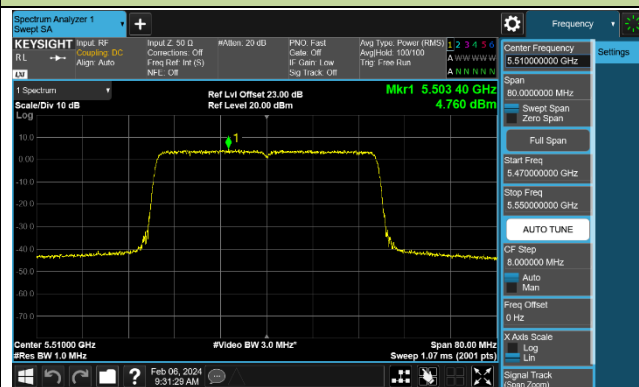 Spectrum Analyzer 1
Swept SA
Frequency
KEYSIGHT
RL
LXI
Input: RF
Coupling: DC
Align: Auto
Input Z: 50 Ω
Corrections: Off
Freq Ref: Int (S)
NFE: Off
#Atten: 20 dB
PNO: Fast
Gate: Off
IF Gain: Low
Sig Track: Off
Avg Type: Power (RMS)
Avg|Hold: 100/100
Trig: Free Run
1 2 3 4 5 6
A W W W W W
A N N N N N
1 Spectrum
Scale/Div 10 dB
Log
Ref Lvl Offset 23.00 dB
Ref Level 20.00 dBm
Mkr1 5.503 40 GHz
4.760 dBm
1
10.0
0.00
-10.0
-20.0
-30.0
-40.0
-50.0
-60.0
-70.0
Center 5.51000 GHz
#Res BW 1.0 MHz
#Video BW 3.0 MHz*
Span 80.00 MHz
Sweep 1.07 ms (2001 pts)
Feb 06, 2024
9:31:29 AM
Center Frequency
5.510000000 GHz
Span
80.0000000 MHz
Swept Span
Zero Span
Full Span
Start Freq
5.470000000 GHz
Stop Freq
5.550000000 GHz
AUTO TUNE
CF Step
8.000000 MHz
Auto
Man
Freq Offset
0 Hz
X Axis Scale
Log
Lin
Signal Track
(Span Zoom)
Settings